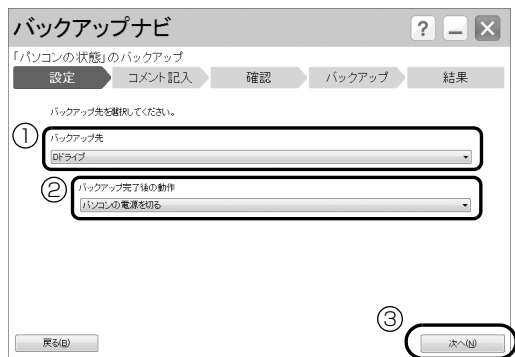 バックアップナビ ? － ×
「パソコンの状態」のバックアップ
設定 コメント記入 確認 バックアップ 結果
バックアップ先を選択してください。
① バックアップ先
Dドライブ
② バックアップ完了後の動作
パソコンの電源を切る
③
戻る(B) 次へ(N)